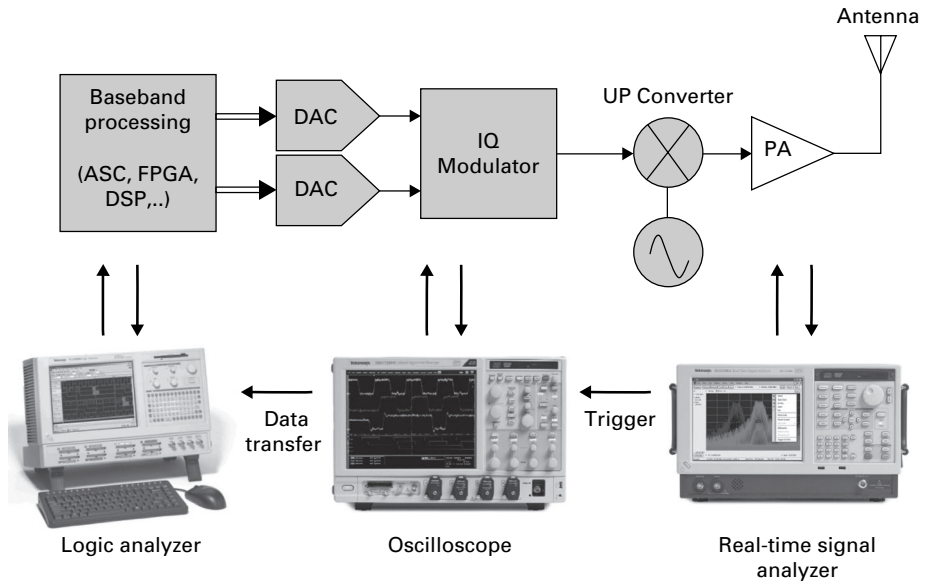 Antenna
Baseband
processing
(ASC, FPGA,
DSP,..)
DAC
DAC
IQ
Modulator
UP Converter
PA
Data
transfer
Trigger
Logic analyzer
Oscilloscope
Real-time signal
analyzer